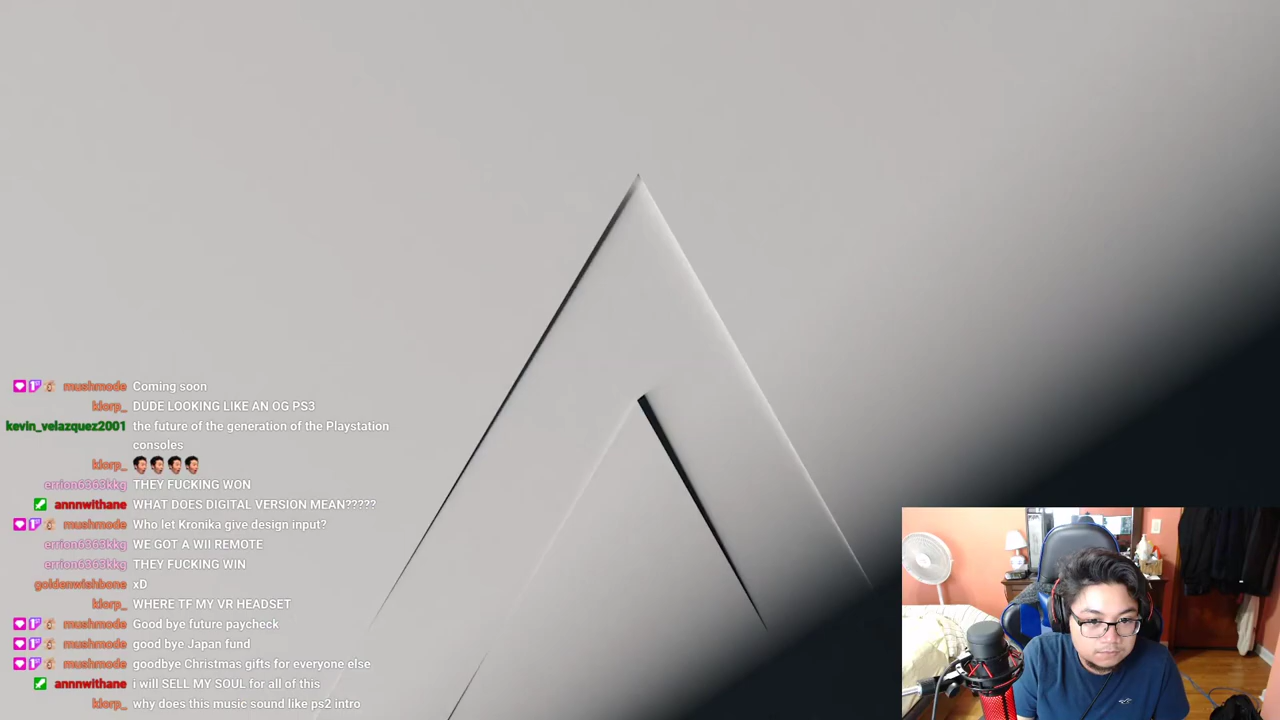 mushmode Coming soon
klorp_ DUDE LOOKING LIKE AN OG PS3
kevin_velazquez2001 the future of the generation of the Playstation
consoles
klorp_
errion6363kkg THEY FUCKING WON
annnwithane WHAT DOES DIGITAL VERSION MEAN?????
mushmode Who let Kronika give design input?
errion6363kkg WE GOT A WII REMOTE
errion6363kkg THEY FUCKING WIN
goldenwishbone xD
klorp_ WHERE TF MY VR HEADSET
mushmode Good bye future paycheck
mushmode good bye Japan fund
mushmode goodbye Christmas gifts for everyone else
annnwithane i will SELL MY SOUL for all of this
klorp_ why does this music sound like ps2 intro